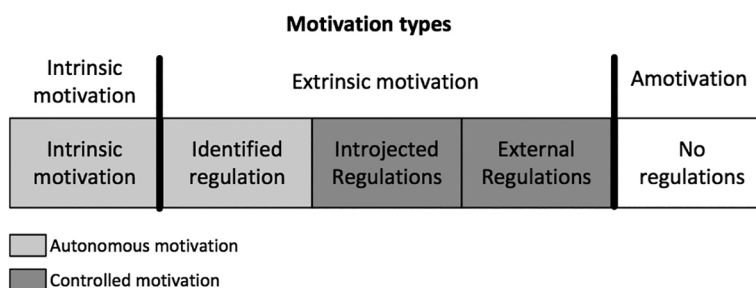 Motivation types
Intrinsic
motivation
Extrinsic motivation
Amotivation
Intrinsic
motivation
Identified
regulation
Introjected
Regulations
External
Regulations
No
regulations
Autonomous motivation
Controlled motivation